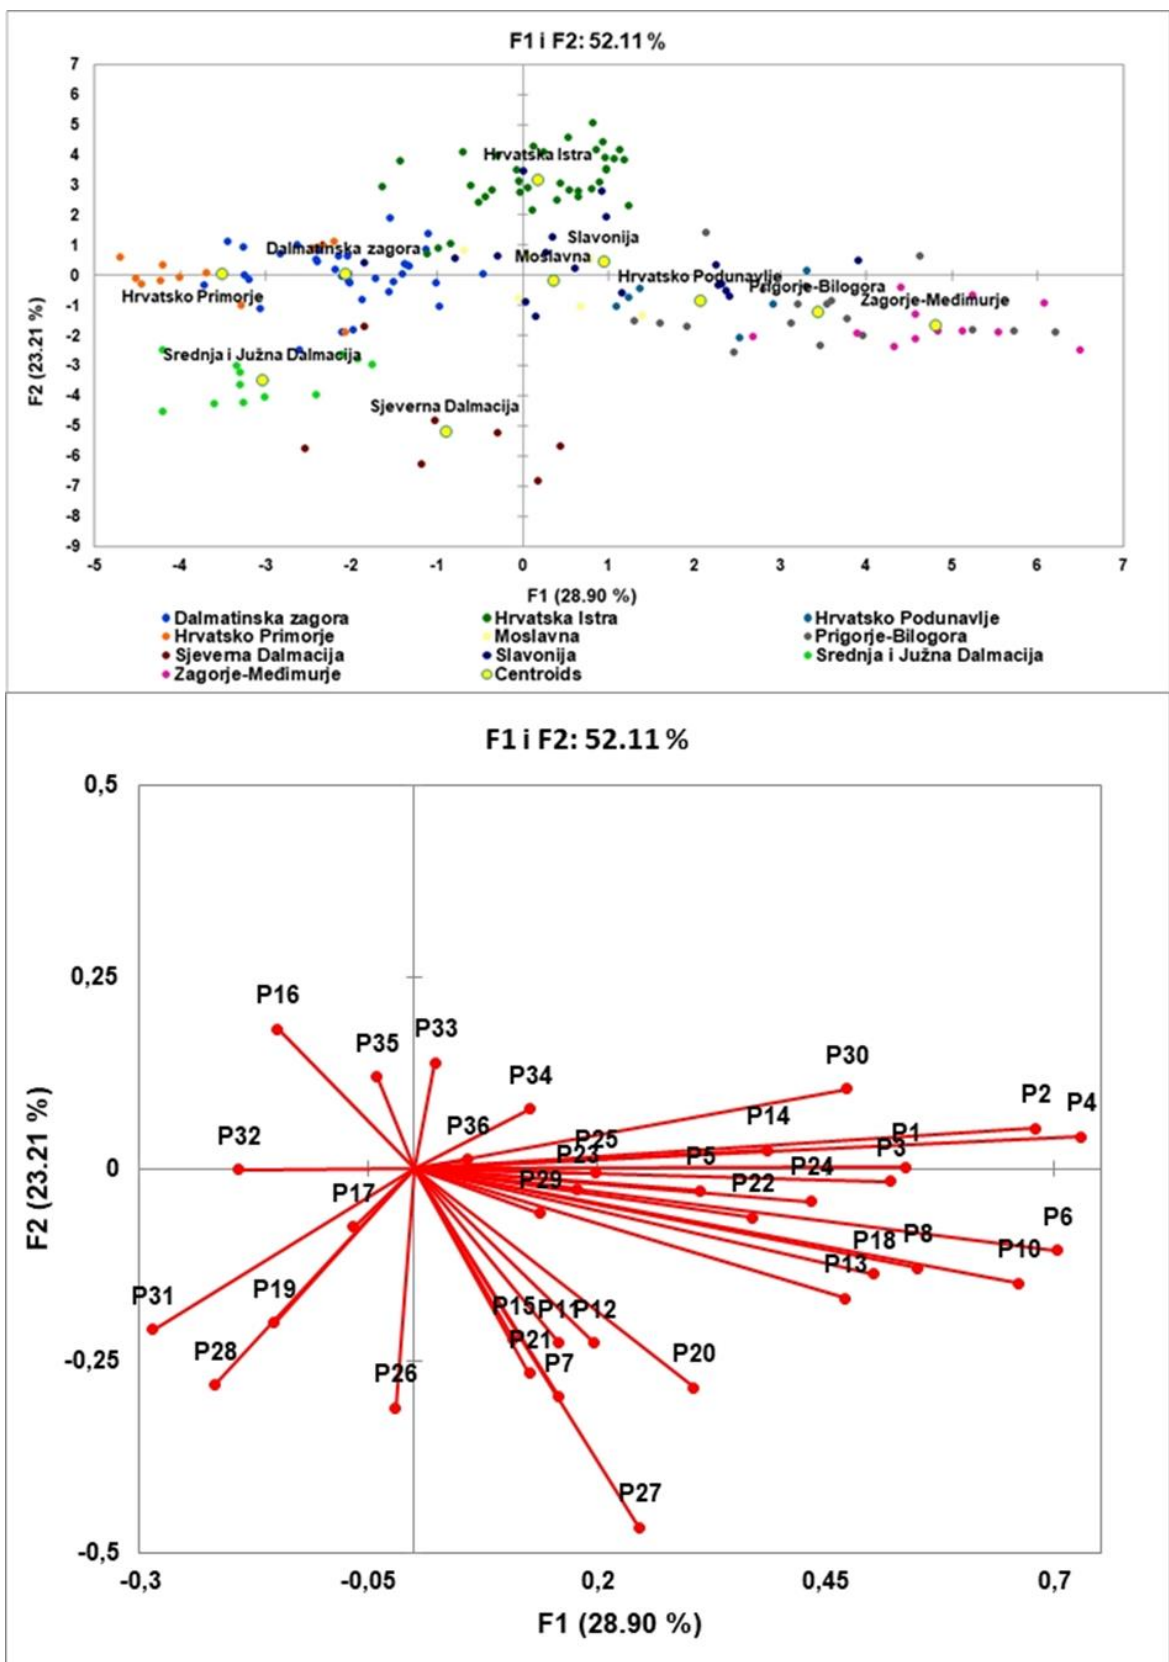 F1 i F2: 52.11 %
7
6
5
4
3
2
1
0
-1
-2
-3
-4
-5
-6
-7
-8
-9
F2 (23.21 %)
Hrvatska Istra
Slavonija
Dalmatinska zagora
Moslavna
Hrvatsko Podunavlje
Prigorje-Bilogora
Hrvatsko Primorje
Zagorje-Međimurje
Srednja i Južna Dalmacija
Sjeverna Dalmacija
-5 -4 -3 -2 -1 0 1 2 3 4 5 6 7
F1 (28.90 %)
Dalmatinska zagora Hrvatska Istra Hrvatsko Podunavlje
Hrvatsko Primorje Moslavna Prigorje-Bilogora
Sjeverna Dalmacija Slavonija Srednja i Južna Dalmacija
Zagorje-Međimurje Centroids
F1 i F2: 52.11 %
0,5
0,25
0
-0,25
-0,5
F2 (23.21 %)
P16
P35 P33
P34 P30
P2 P4
P36 P14
P32 P25 P1
P23 P5 P3
P29 P22 P24
P17
P6
P18 P8 P10
P13
P31 P19
P15 P11 P12
P28 P21
P26 P7 P20
P27
-0,3 -0,05 0,2 0,45 0,7
F1 (28.90 %)